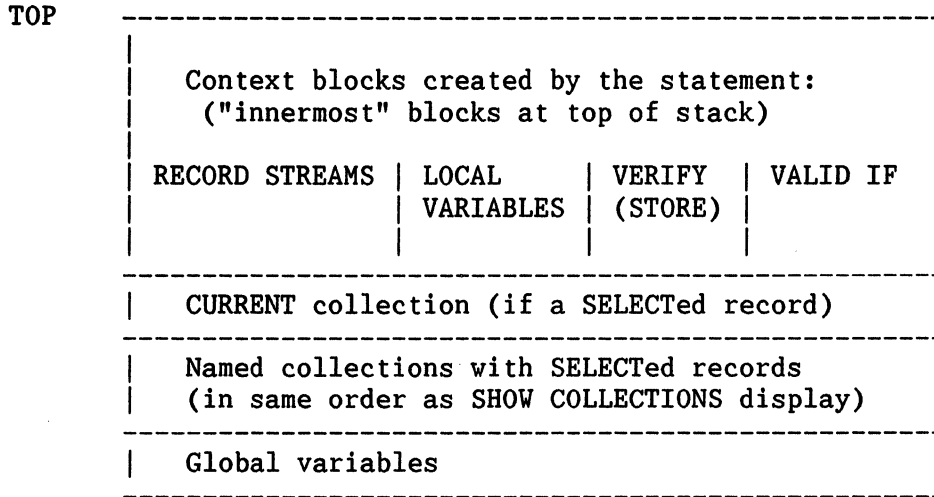 TOP
Context blocks created by the statement:
("innermost" blocks at top of stack)
RECORD STREAMS | LOCAL | VERIFY | VALID IF
| VARIABLES | (STORE) |
CURRENT collection (if a SELECTed record)
Named collections with SELECTed records
(in same order as SHOW COLLECTIONS display)
Global variables